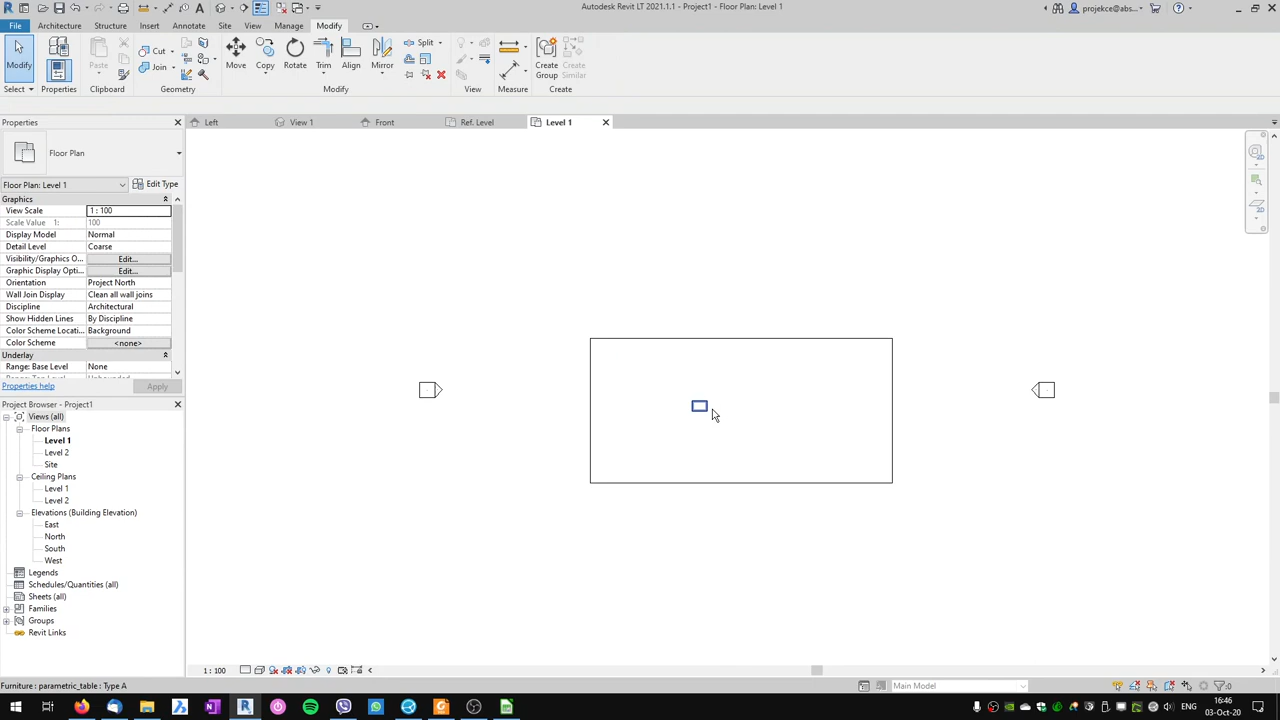 Autodesk Revit LT 2021.1.1 - Project1 - Floor Plan: Level 1
projekce@abs...
File
Architecture
Structure
Insert
Annotate
Site
View
Manage
Modify
Modify
Properties
Paste
Cut
Join
Move
Copy
Rotate
Trim
Align
Mirror
Split
Create
Group
Create
Similar
Select
Properties
Clipboard
Geometry
Modify
View
Measure
Create
Properties
Left
View 1
Front
Ref. Level
Level 1
Floor Plan
Floor Plan: Level 1
Edit Type
Graphics
View Scale 1 : 100
Scale Value 1: 100
Display Model Normal
Detail Level Coarse
Visibility/Graphics O... Edit...
Graphic Display Opti... Edit...
Orientation Project North
Wall Join Display Clean all wall joins
Discipline Architectural
Show Hidden Lines By Discipline
Color Scheme Locati... Background
Color Scheme <none>
Underlay
Range: Base Level None
Properties help
Apply
Project Browser - Project1
Views (all)
Floor Plans
Level 1
Level 2
Site
Ceiling Plans
Level 1
Level 2
Elevations (Building Elevation)
East
North
South
West
Legends
Schedules/Quantities (all)
Sheets (all)
Families
Groups
Revit Links
1 : 100
Furniture : parametric_table : Type A
Main Model
:0
ENG
16:46
03-Oct-20